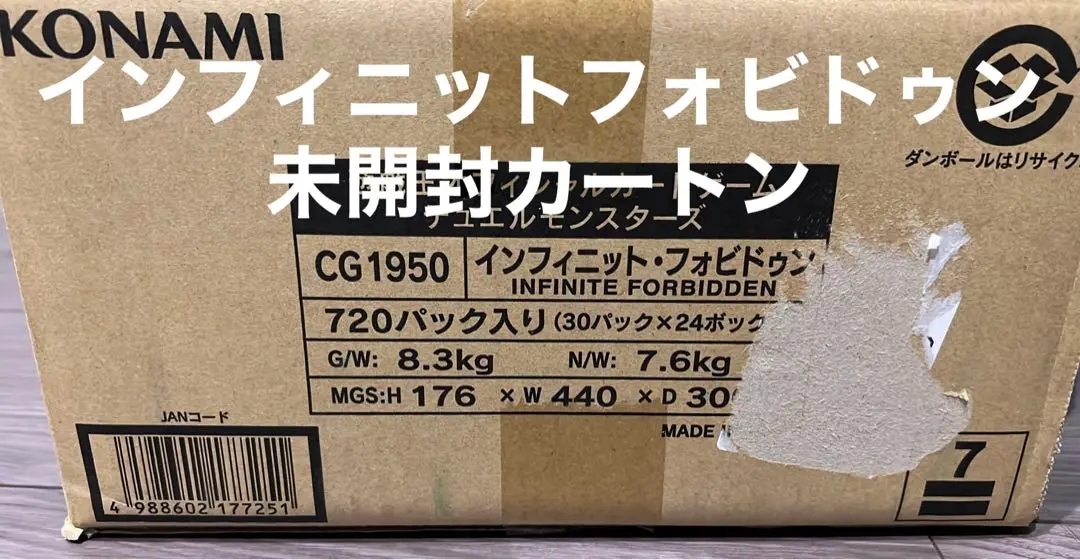 KONAMI
インフィニットフォビドゥン
未開封カートン
ダンボールはリサイク
デュエルモンスターズ
CG1950
インフィニット・フォビドゥン
INFINITE FORBIDDEN
720パック入り(30パック×24ボック
G/W: 8.3kg N/W: 7.6kg
MGS:H 176 × W 440 × D 30
MADE
JANコード
4 988602 177251
7